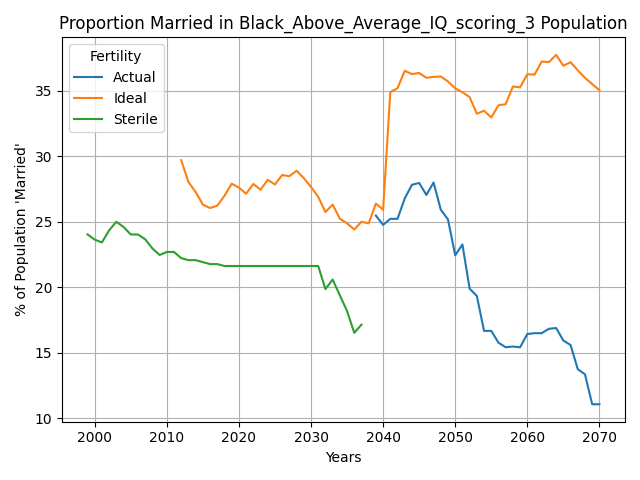 Proportion Married in Black_Above_Average_IQ_scoring_3 Population
Fertility
Actual
Ideal
Sterile
% of Population 'Married'
35
30
25
20
15
10
2000 2010 2020 2030 2040 2050 2060 2070
Years